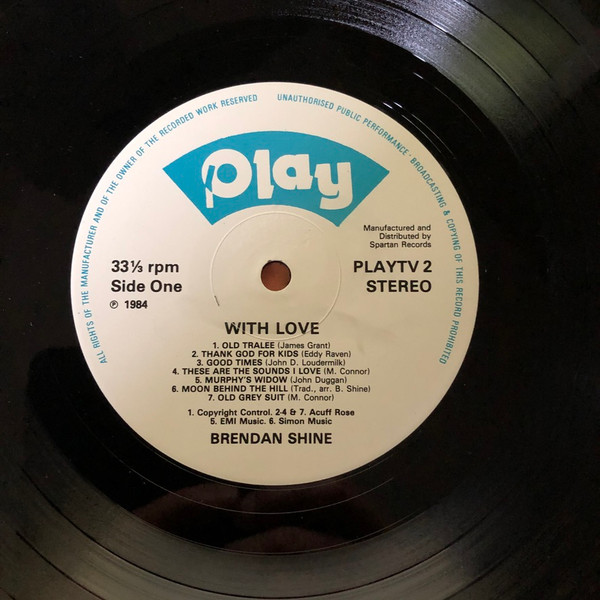 ALL RIGHTS OF THE MANUFACTURER AND OF THE OWNER OF THE RECORDED WORK RESERVED
UNAUTHORISED PUBLIC PERFORMANCE · BROADCASTING & COPYING OF THIS RECORD PROHIBITED
play
Manufactured and
Distributed by
Spartan Records
33⅓ rpm
Side One
℗ 1984
PLAYTV 2
STEREO
WITH LOVE
1. OLD TRALEE (James Grant)
2. THANK GOD FOR KIDS (Eddy Raven)
3. GOOD TIMES (John D. Loudermilk)
4. THESE ARE THE SOUNDS I LOVE (M. Connor)
5. MURPHY'S WIDOW (John Duggan)
6. MOON BEHIND THE HILL (Trad., arr. B. Shine)
7. OLD GREY SUIT (M. Connor)
1. Copyright Control. 2-4 & 7. Acuff Rose
5. EMI Music. 6. Simon Music
BRENDAN SHINE